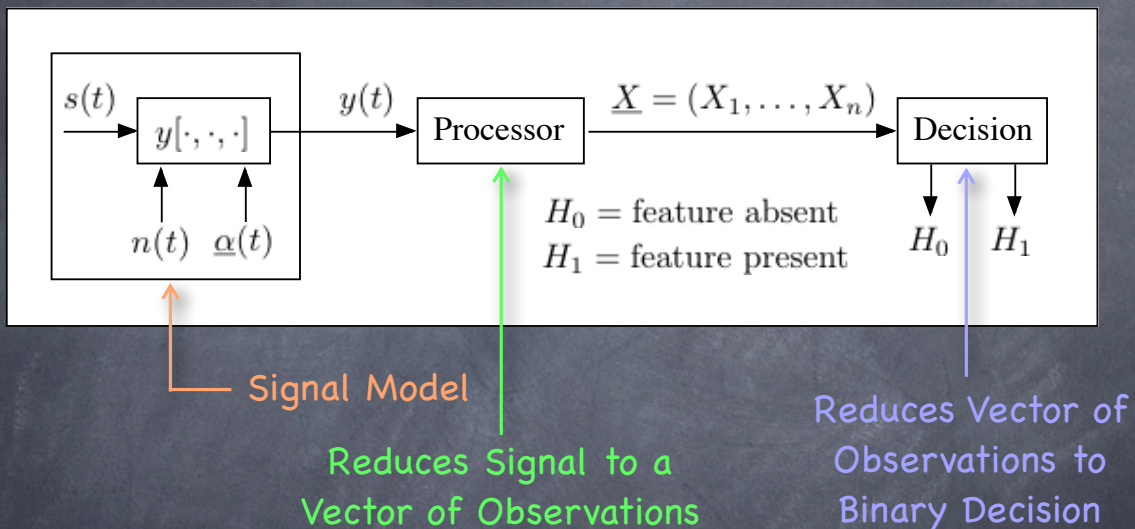 s(t)
y[·, ·, ·]
n(t) α(t)
y(t)
Processor
X = (X₁, . . . , Xₙ)
Decision
H₀ = feature absent
H₁ = feature present
H₀ H₁
Signal Model
Reduces Signal to a
Vector of Observations
Reduces Vector of
Observations to
Binary Decision